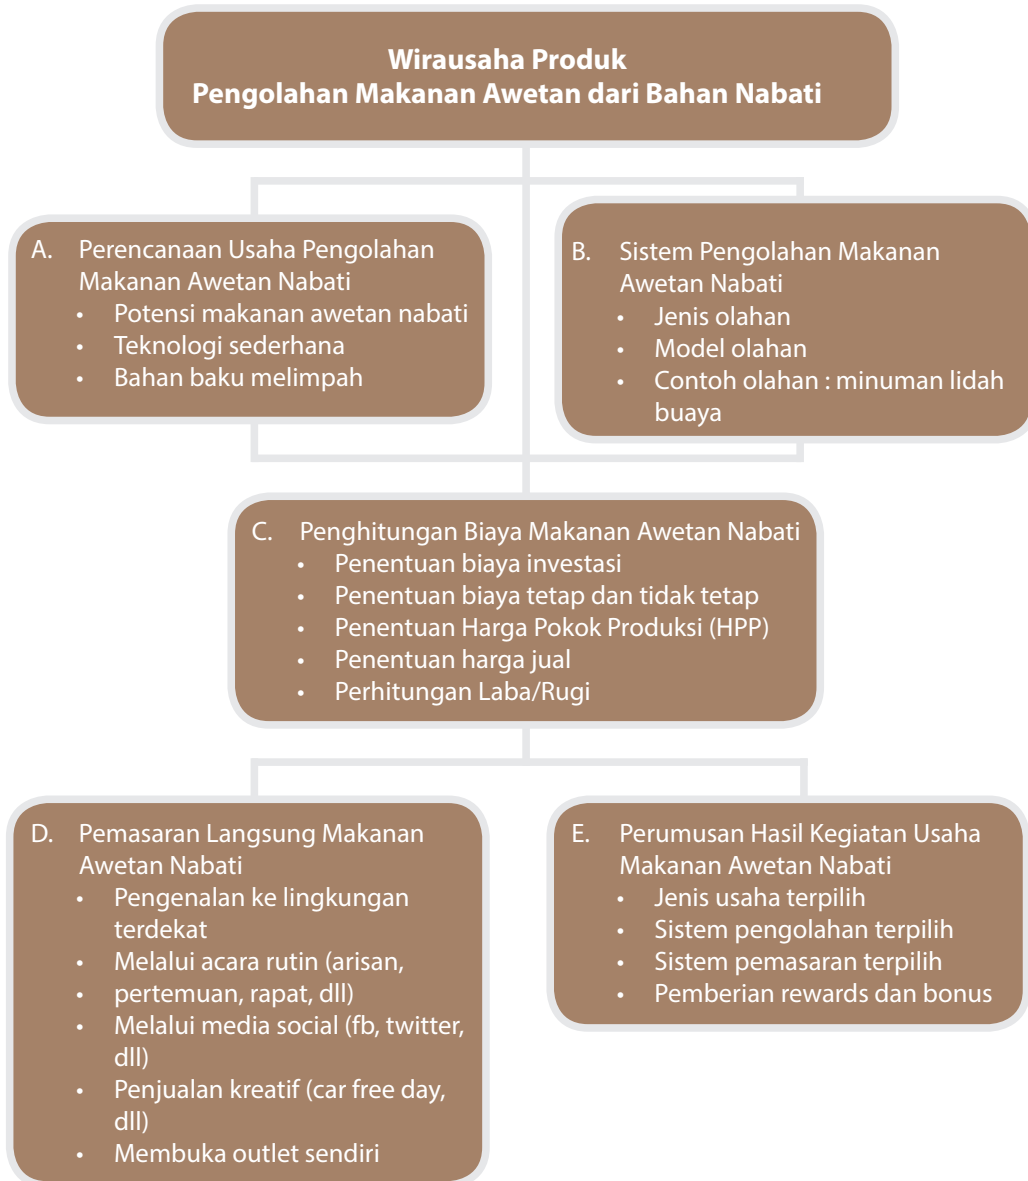 Wirausaha Produk
Pengolahan Makanan Awetan dari Bahan Nabati
A. Perencanaan Usaha Pengolahan
Makanan Awetan Nabati
• Potensi makanan awetan nabati
• Teknologi sederhana
• Bahan baku melimpah
B. Sistem Pengolahan Makanan
Awetan Nabati
• Jenis olahan
• Model olahan
• Contoh olahan : minuman lidah
buaya
C. Penghitungan Biaya Makanan Awetan Nabati
• Penentuan biaya investasi
• Penentuan biaya tetap dan tidak tetap
• Penentuan Harga Pokok Produksi (HPP)
• Penentuan harga jual
• Perhitungan Laba/Rugi
D. Pemasaran Langsung Makanan
Awetan Nabati
• Pengenalan ke lingkungan
terdekat
• Melalui acara rutin (arisan,
• pertemuan, rapat, dll)
• Melalui media social (fb, twitter,
dll)
• Penjualan kreatif (car free day,
dll)
• Membuka outlet sendiri
E. Perumusan Hasil Kegiatan Usaha
Makanan Awetan Nabati
• Jenis usaha terpilih
• Sistem pengolahan terpilih
• Sistem pemasaran terpilih
• Pemberian rewards dan bonus